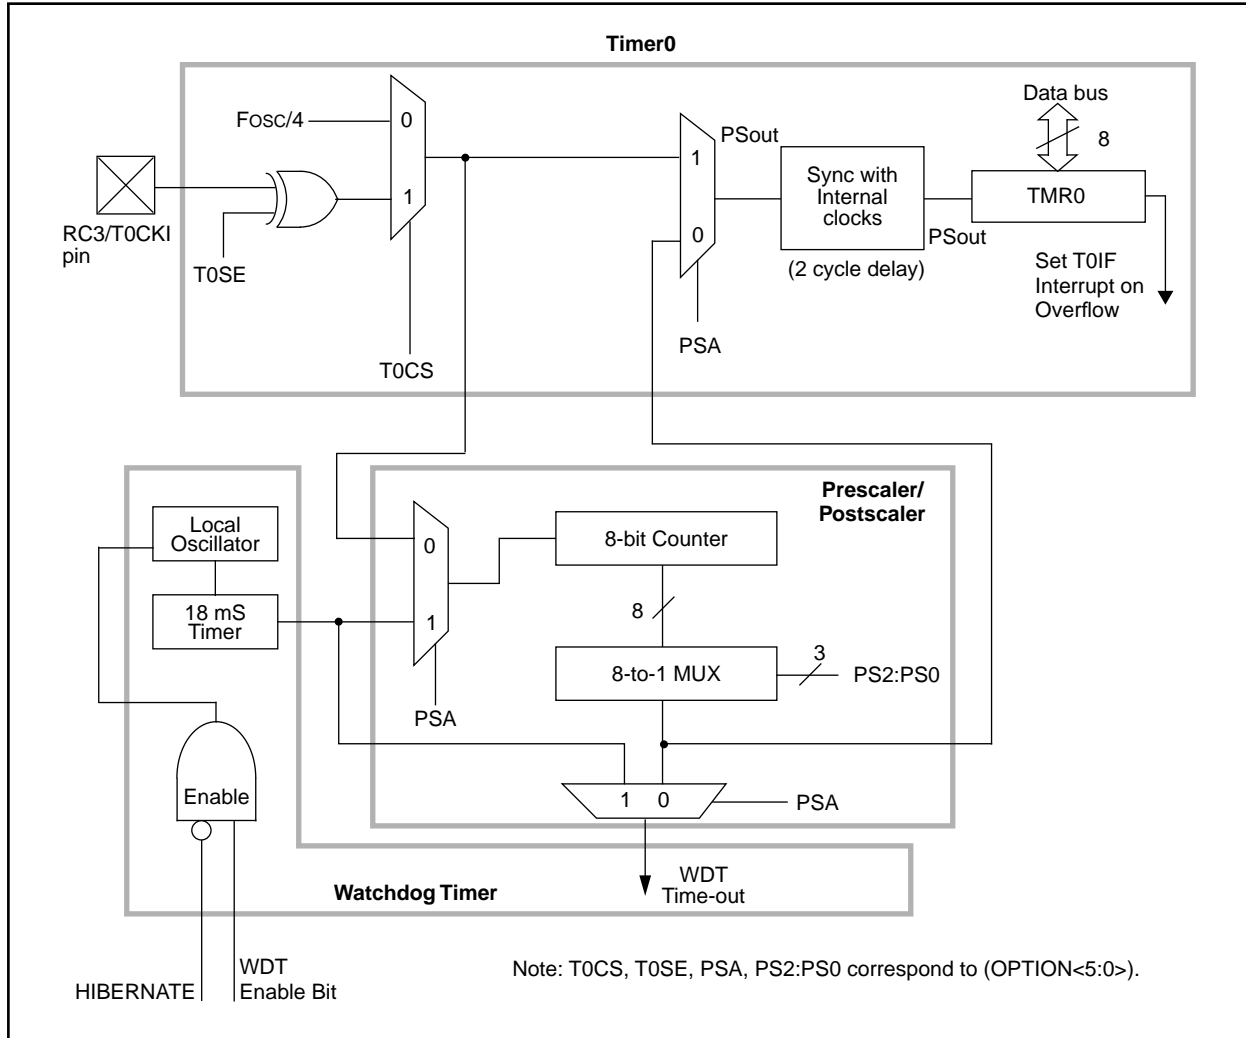 Timer0
Data bus
FOSC/4
0
8
PSout
1
Sync with
Internal
clocks
TMR0
1
RC3/T0CKI
pin
0
PSout
T0SE
(2 cycle delay)
Set T0IF
Interrupt on
Overflow
PSA
T0CS
Prescaler/
Postscaler
Local
Oscillator
0
8-bit Counter
18 mS
Timer
1
8
3
8-to-1 MUX
PS2:PS0
PSA
Enable
1 0
PSA
WDT
Time-out
Watchdog Timer
WDT
Enable Bit
HIBERNATE
Note: T0CS, T0SE, PSA, PS2:PS0 correspond to (OPTION<5:0>).